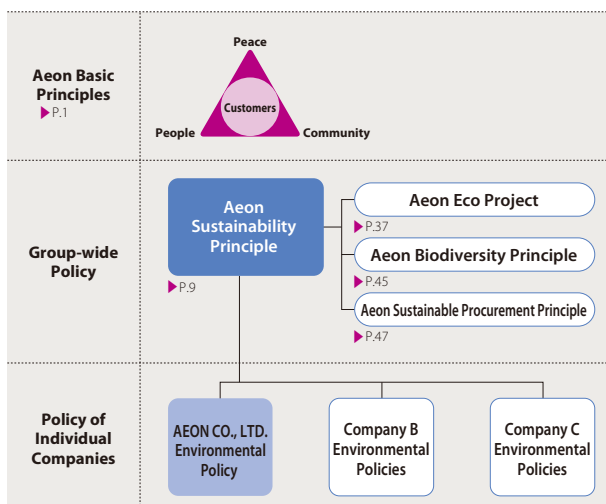 Peace
Aeon Basic
Principles
▶P.1
Customers
People
Community
Group-wide
Policy
Aeon
Sustainability
Principle
▶P.9
Aeon Eco Project
▶P.37
Aeon Biodiversity Principle
▶P.45
Aeon Sustainable Procurement Principle
▶P.47
Policy of
Individual
Companies
AEON CO., LTD.
Environmental
Policy
Company B
Environmental
Policies
Company C
Environmental
Policies